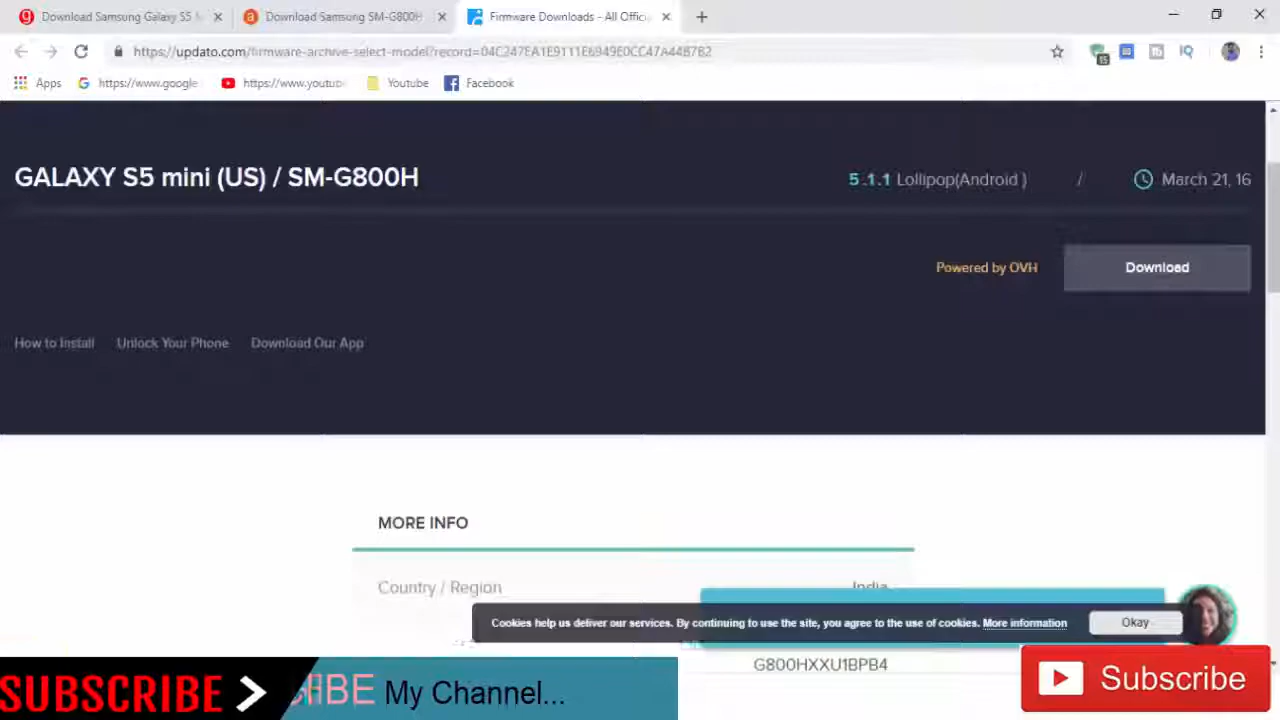 Download Samsung Galaxy S5 M
Download Samsung SM-G800H
Firmware Downloads - All Offici
https://updato.com/firmware-archive-select-model?record=04C247EA1E9111E6949E0CC47A44B7B2
15
Apps
https://www.google
https://www.youtub
Youtube
Facebook
GALAXY S5 mini (US) / SM-G800H
5 .1.1 Lollipop(Android ) / March 21, 16
Powered by OVH
Download
How to Install
Unlock Your Phone
Download Our App
MORE INFO
Country / Region
India
Cookies help us deliver our services. By continuing to use the site, you agree to the use of cookies. More information
Okay
G800HXXU1BPB4
SUBSCRIBE
My Channel...
Subscribe